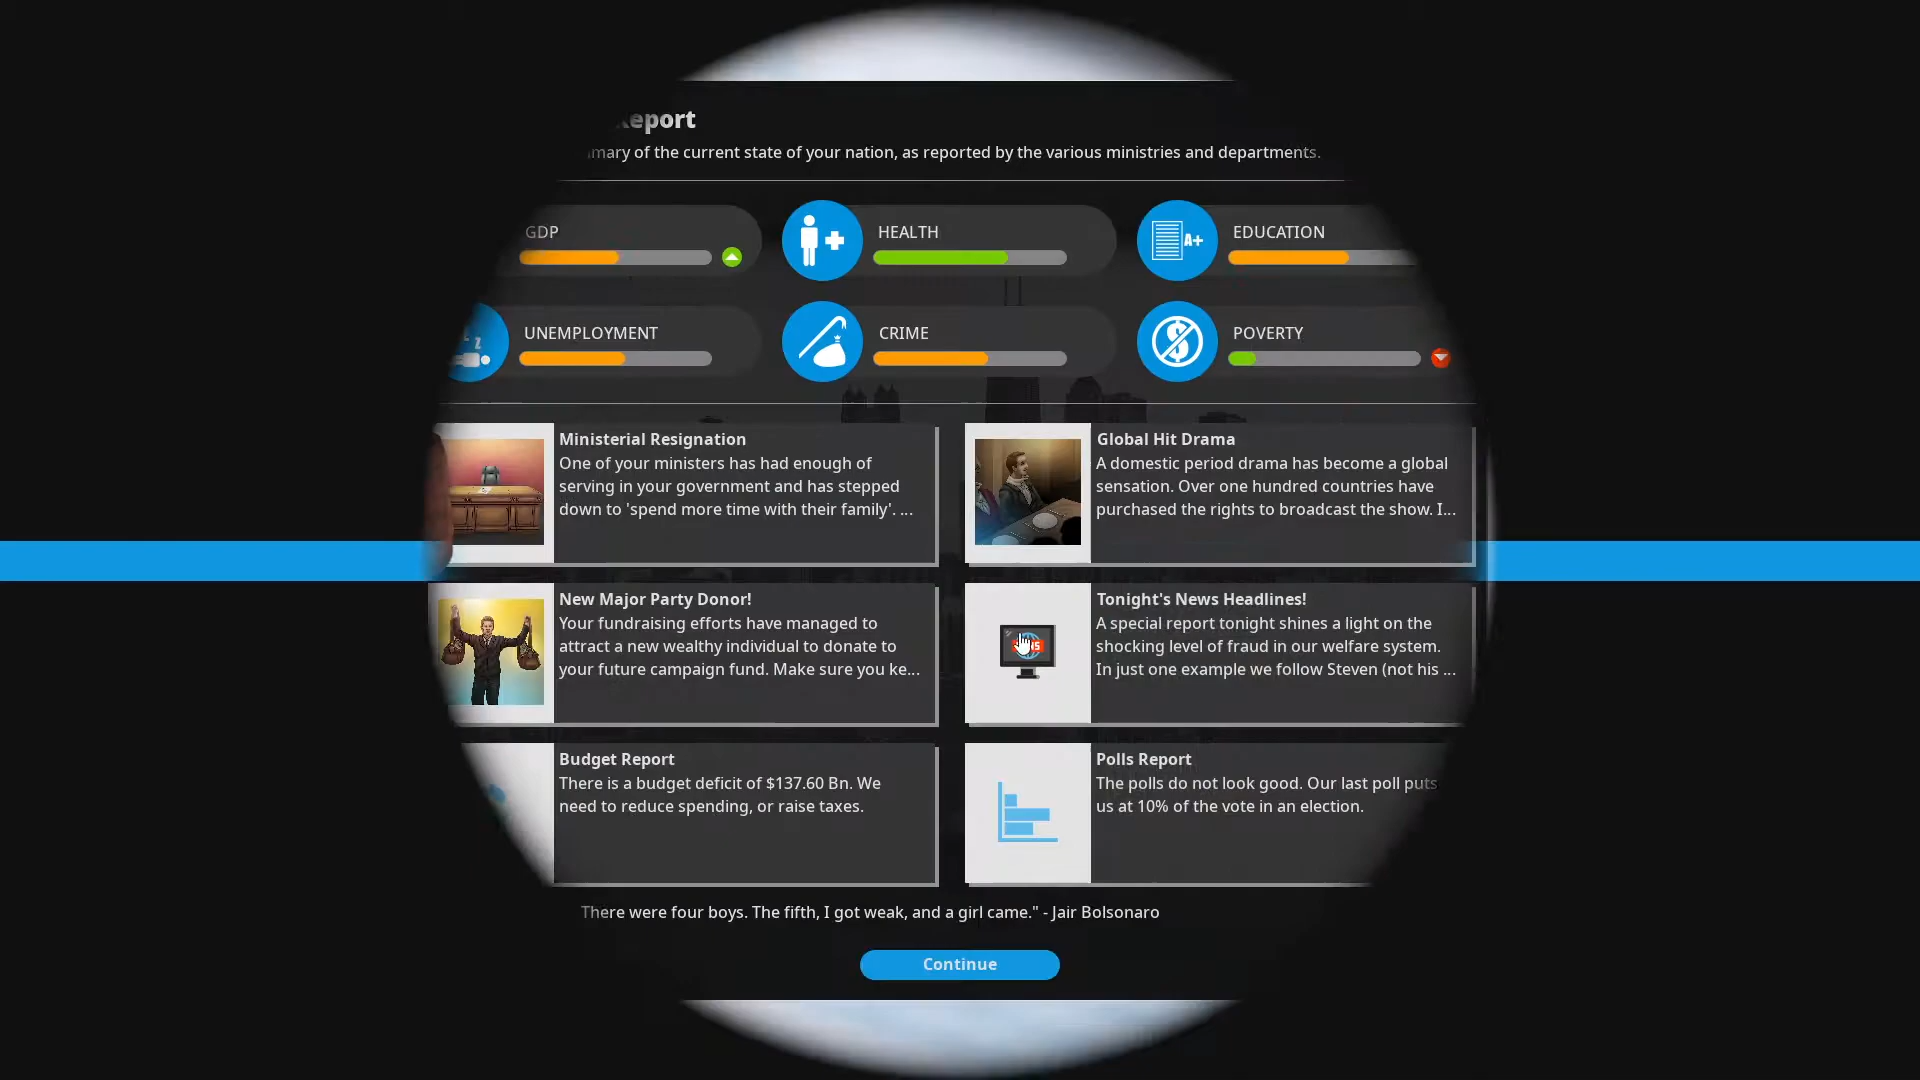 Report
of the current state of your nation, as reported by the various ministries and departments.
GDP
HEALTH
EDUCATION
A+
UNEMPLOYMENT
CRIME
POVERTY
Ministerial Resignation
One of your ministers has had enough of
serving in your government and has stepped
down to 'spend more time with their family'. ...
Global Hit Drama
A domestic period drama has become a global
sensation. Over one hundred countries have
purchased the rights to broadcast the show. I...
New Major Party Donor!
Your fundraising efforts have managed to
attract a new wealthy individual to donate to
your future campaign fund. Make sure you ke...
Tonight's News Headlines!
A special report tonight shines a light on the
shocking level of fraud in our welfare system.
In just one example we follow Steven (not his ...
Budget Report
There is a budget deficit of $137.60 Bn. We
need to reduce spending, or raise taxes.
Polls Report
The polls do not look good. Our last poll puts
us at 10% of the vote in an election.
There were four boys. The fifth, I got weak, and a girl came." - Jair Bolsonaro
Continue